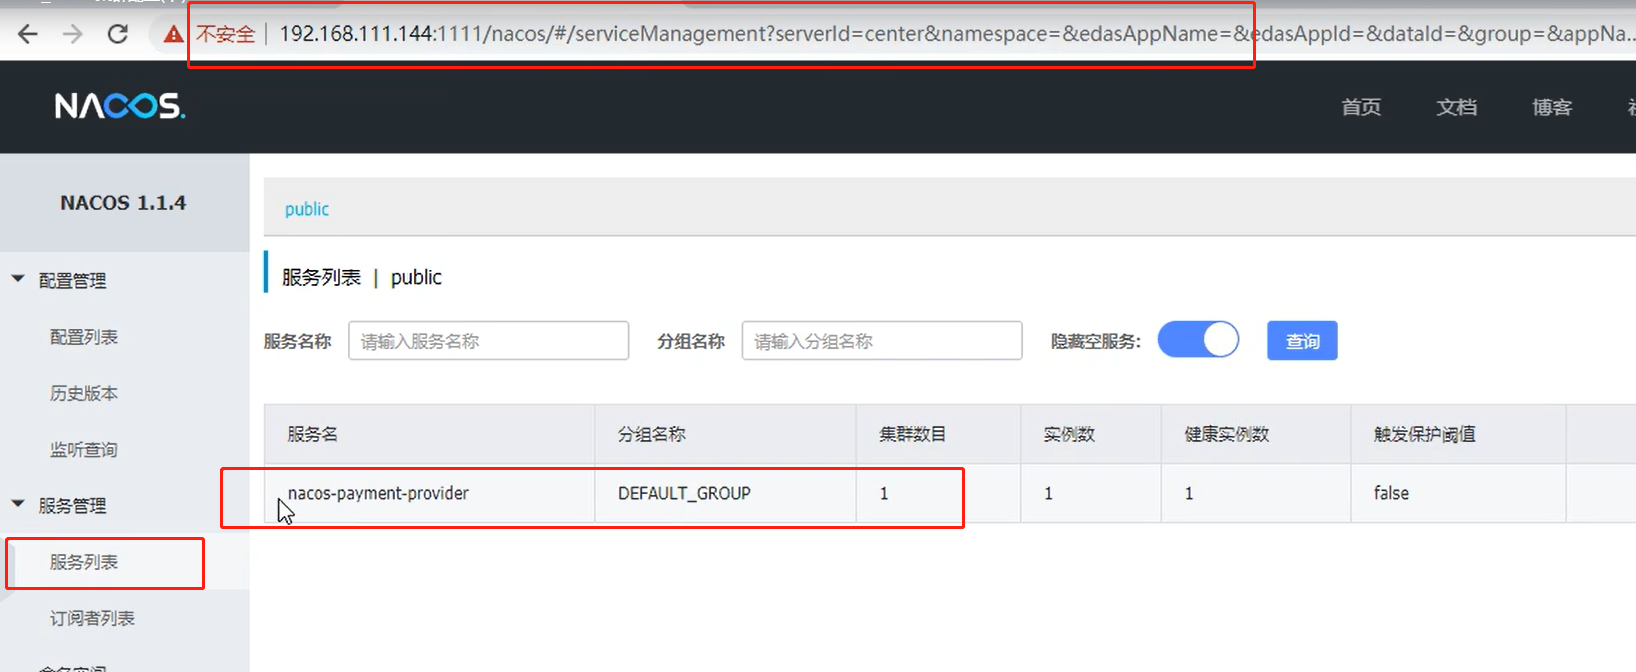 不安全 | 192.168.111.144:1111/nacos/#/serviceManagement?serverId=center&namespace=&edasAppName=&edasAppId=&dataId=&group=&appNa...
NACOS.
首页 文档 博客
NACOS 1.1.4
public
配置管理
服务列表 | public
配置列表
服务名称 请输入服务名称 分组名称 请输入分组名称 隐藏空服务: 查询
历史版本
监听查询
服务名 分组名称 集群数目 实例数 健康实例数 触发保护阈值
服务管理
nacos-payment-provider DEFAULT_GROUP 1 1 1 false
服务列表
订阅者列表